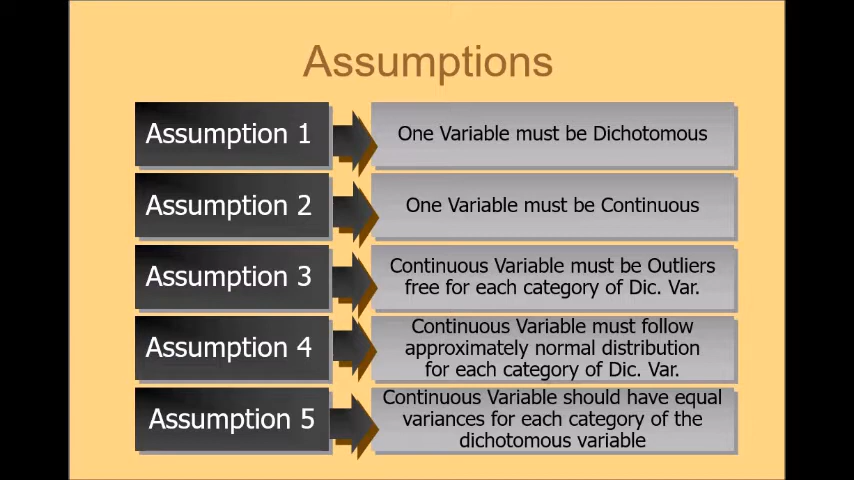 Assumptions
Assumption 1
One Variable must be Dichotomous
Assumption 2
One Variable must be Continuous
Assumption 3
Continuous Variable must be Outliers
free for each category of Dic. Var.
Assumption 4
Continuous Variable must follow
approximately normal distribution
for each category of Dic. Var.
Assumption 5
Continuous Variable should have equal
variances for each category of the
dichotomous variable